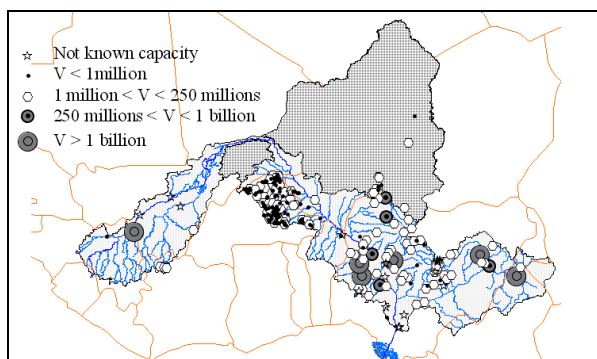 Not known capacity
V < 1million
1 million < V < 250 millions
250 millions < V < 1 billion
V > 1 billion